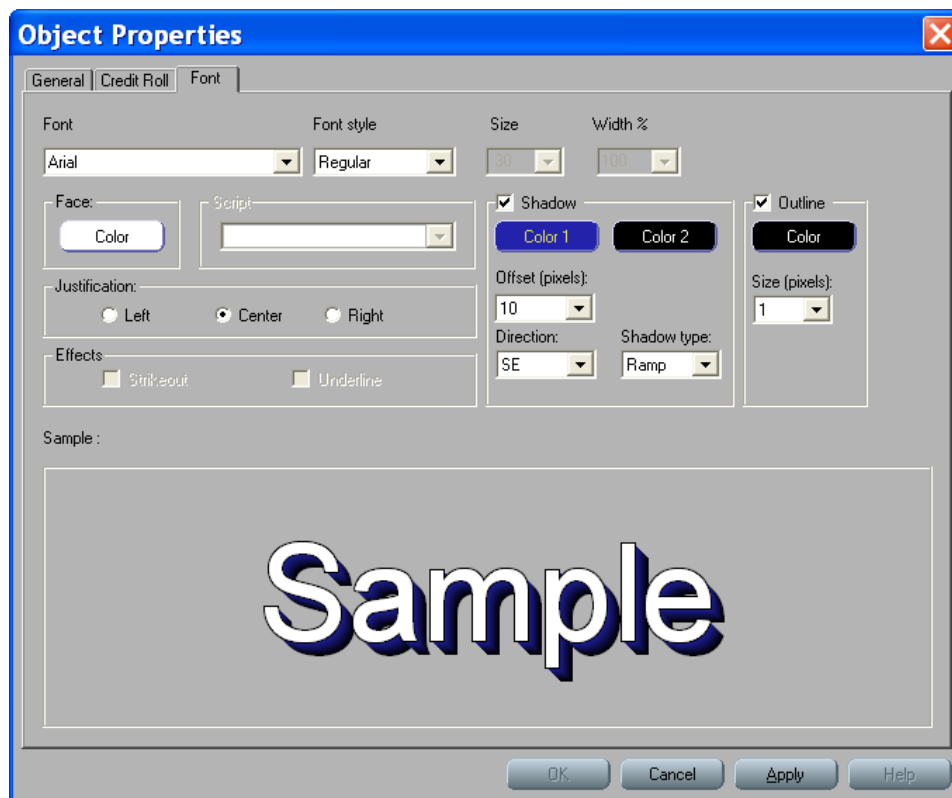 Object Properties
General Credit Roll Font
Font Font style Size Width %
Arial Regular 30 100
Face: Script Shadow Outline
Color Color 1 Color 2 Color
Offset (pixels): Size (pixels):
Justification:
10 1
Left Center Right
Direction: Shadow type:
Effects
SE Ramp
Strikeout Underline
Sample :
Sample
OK Cancel Apply Help